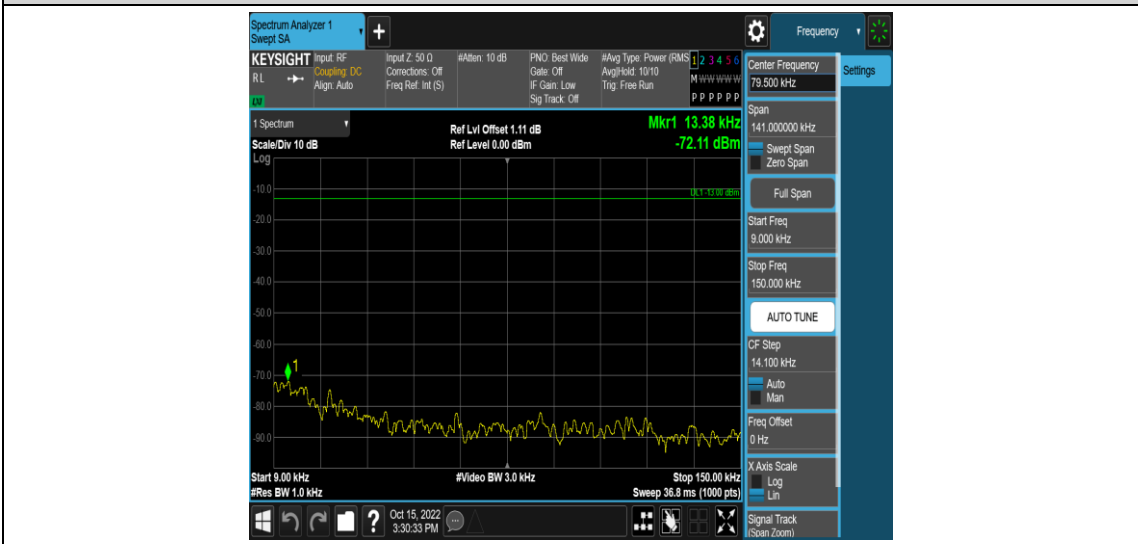 Spectrum Analyzer 1
Swept SA
+
Frequency
KEYSIGHT
RL
LXI
Input: RF
Coupling: DC
Align: Auto
Input Z: 50 Ω
Corrections: Off
Freq Ref: Int (S)
#Atten: 10 dB
PNO: Best Wide
Gate: Off
IF Gain: Low
Sig Track: Off
#Avg Type: Power (RMS
Avg|Hold: 10/10
Trig: Free Run
1 2 3 4 5 6
M W W W W W
P P P P P P
1 Spectrum
Scale/Div 10 dB
Log
Ref Lvl Offset 1.11 dB
Ref Level 0.00 dBm
Mkr1 13.38 kHz
-72.11 dBm
DL1 -13.00 dBm
-10.0
-20.0
-30.0
-40.0
-50.0
-60.0
1
-70.0
-80.0
-90.0
Start 9.00 kHz
#Res BW 1.0 kHz
#Video BW 3.0 kHz
Stop 150.00 kHz
Sweep 36.8 ms (1000 pts)
?
Oct 15, 2022
3:30:33 PM
Center Frequency
79.500 kHz
Settings
Span
141.000000 kHz
Swept Span
Zero Span
Full Span
Start Freq
9.000 kHz
Stop Freq
150.000 kHz
AUTO TUNE
CF Step
14.100 kHz
Auto
Man
Freq Offset
0 Hz
X Axis Scale
Log
Lin
Signal Track
(Span Zoom)